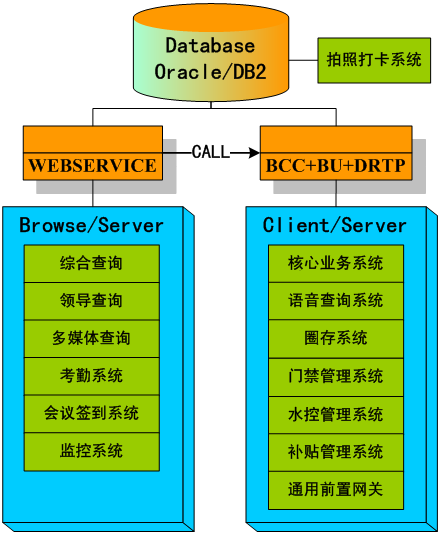 Database
Oracle/DB2
拍照打卡系统
WEBSERVICE
CALL
BCC+BU+DRTP
Browse/Server
综合查询
领导查询
多媒体查询
考勤系统
会议签到系统
监控系统
Client/Server
核心业务系统
语音查询系统
圈存系统
门禁管理系统
水控管理系统
补贴管理系统
通用前置网关